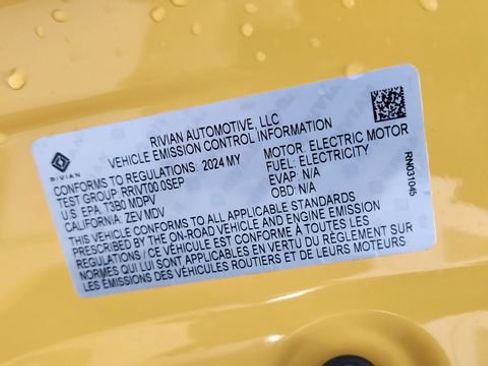 RIVIAN AUTOMOTIVE, LLC
VEHICLE EMISSION CONTROL INFORMATION
RIVIAN
CONFORMS TO REGULATIONS: 2024 MY
TEST GROUP: RRIVT00.0SEP
U.S. EPA: T3B0 MDPV
CALIFORNIA: ZEV MDV
MOTOR: ELECTRIC MOTOR
FUEL: ELECTRICITY
EVAP: N/A
OBD: N/A
RN031045
THIS VEHICLE CONFORMS TO ALL APPLICABLE STANDARDS
PRESCRIBED BY THE ON-ROAD VEHICLE AND ENGINE EMISSION
REGULATIONS / CE VÉHICULE EST CONFORME À TOUTES LES
NORMES QUI LUI SONT APPLICABLES EN VERTU DU RÈGLEMENT SUR
LES ÉMISSIONS DES VÉHICULES ROUTIERS ET DE LEURS MOTEURS